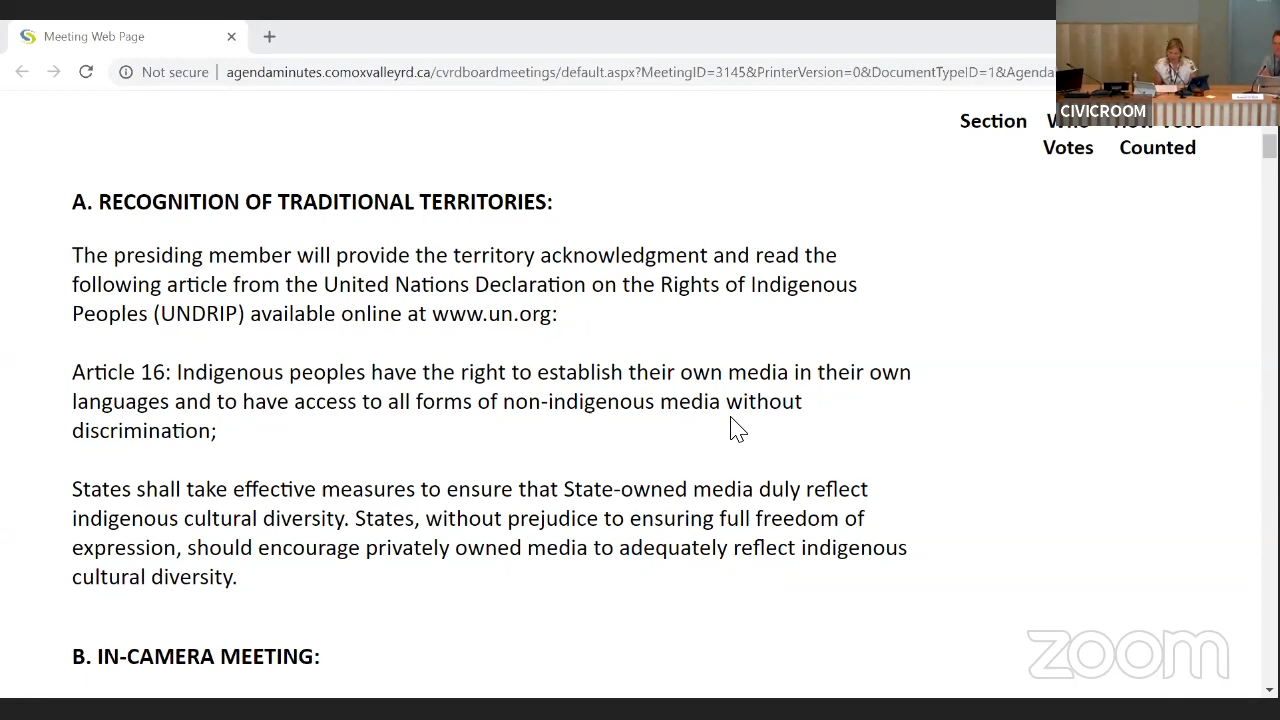 Meeting Web Page
Not secure
agendaminutes.comoxvalleyrd.ca/cvrdboardmeetings/default.aspx?MeetingID=3145&PrinterVersion=0&DocumentTypeID=1&Agenda
CIVICROOM
Section
Votes Counted
A. RECOGNITION OF TRADITIONAL TERRITORIES:
The presiding member will provide the territory acknowledgment and read the
following article from the United Nations Declaration on the Rights of Indigenous
Peoples (UNDRIP) available online at www.un.org:
Article 16: Indigenous peoples have the right to establish their own media in their own
languages and to have access to all forms of non-indigenous media without
discrimination;
States shall take effective measures to ensure that State-owned media duly reflect
indigenous cultural diversity. States, without prejudice to ensuring full freedom of
expression, should encourage privately owned media to adequately reflect indigenous
cultural diversity.
B. IN-CAMERA MEETING:
zoom